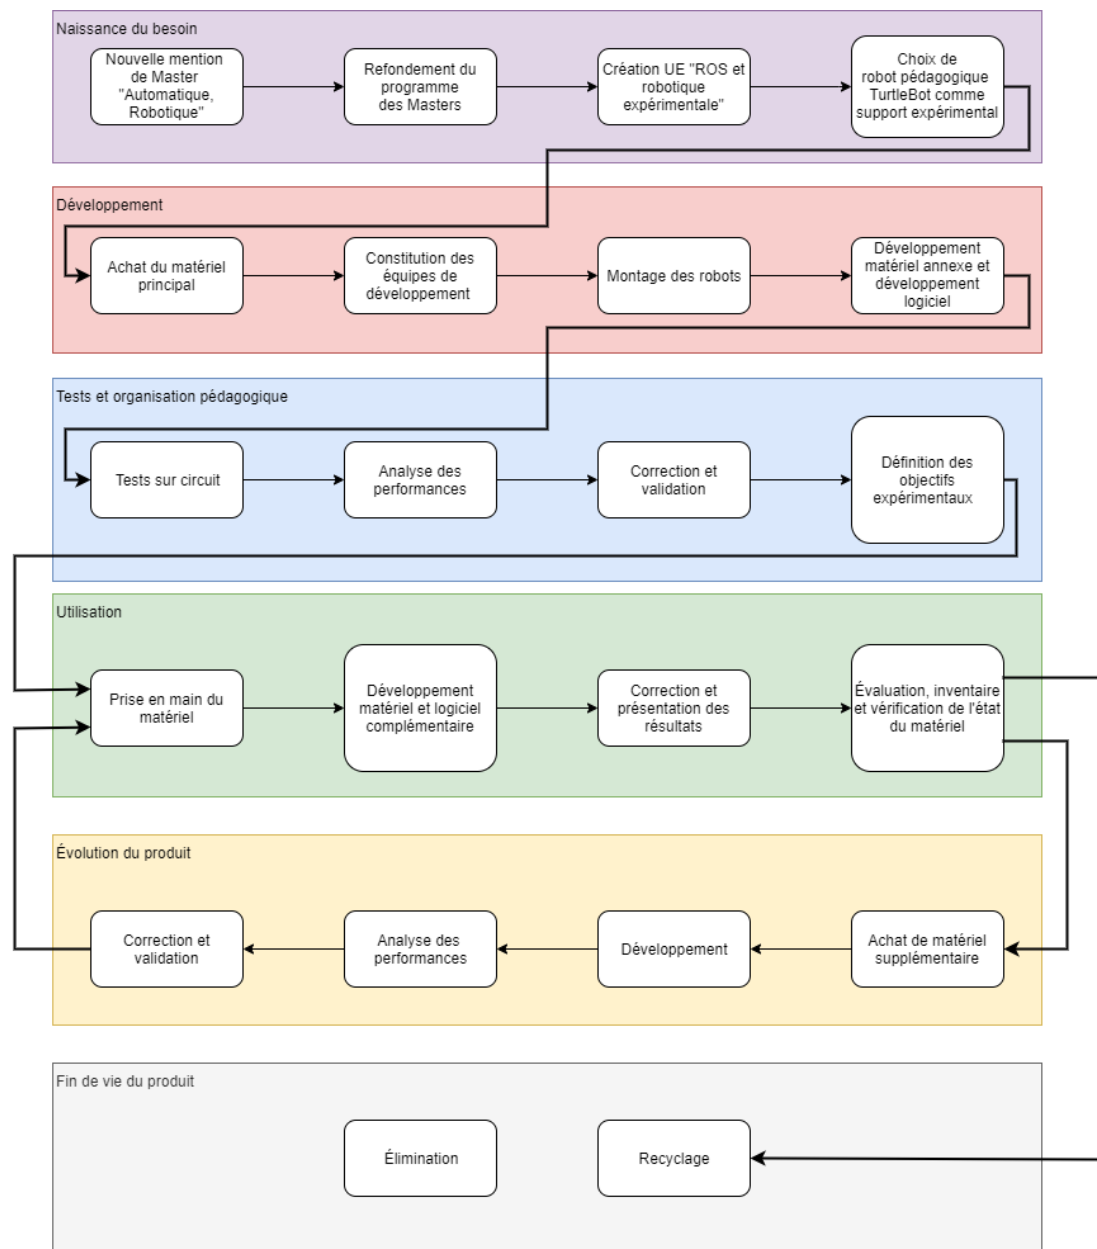 Naissance du besoin
Nouvelle mention
de Master
"Automatique,
Robotique"
Refondement du
programme
des Masters
Création UE "ROS et
robotique
expérimentale"
Choix de
robot pédagogique
TurtleBot comme
support expérimental
Développement
Achat du matériel
principal
Constitution des
équipes de
développement
Montage des robots
Développement
matériel annexe et
développement
logiciel
Tests et organisation pédagogique
Tests sur circuit
Analyse des
performances
Correction et
validation
Définition des
objectifs
expérimentaux
Utilisation
Prise en main du
matériel
Développement
matériel et logiciel
complémentaire
Correction et
présentation des
résultats
Évaluation, inventaire
et vérification de l'état
du matériel
Évolution du produit
Correction et
validation
Analyse des
performances
Développement
Achat de matériel
supplémentaire
Fin de vie du produit
Élimination
Recyclage